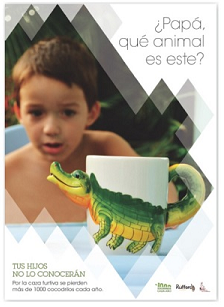 ¿Papá,
qué animal
es este?
TUS HIJOS
NO LO CONOCERÁN
Por la caza furtiva se pierden
más de 1000 cocodrilos cada año.